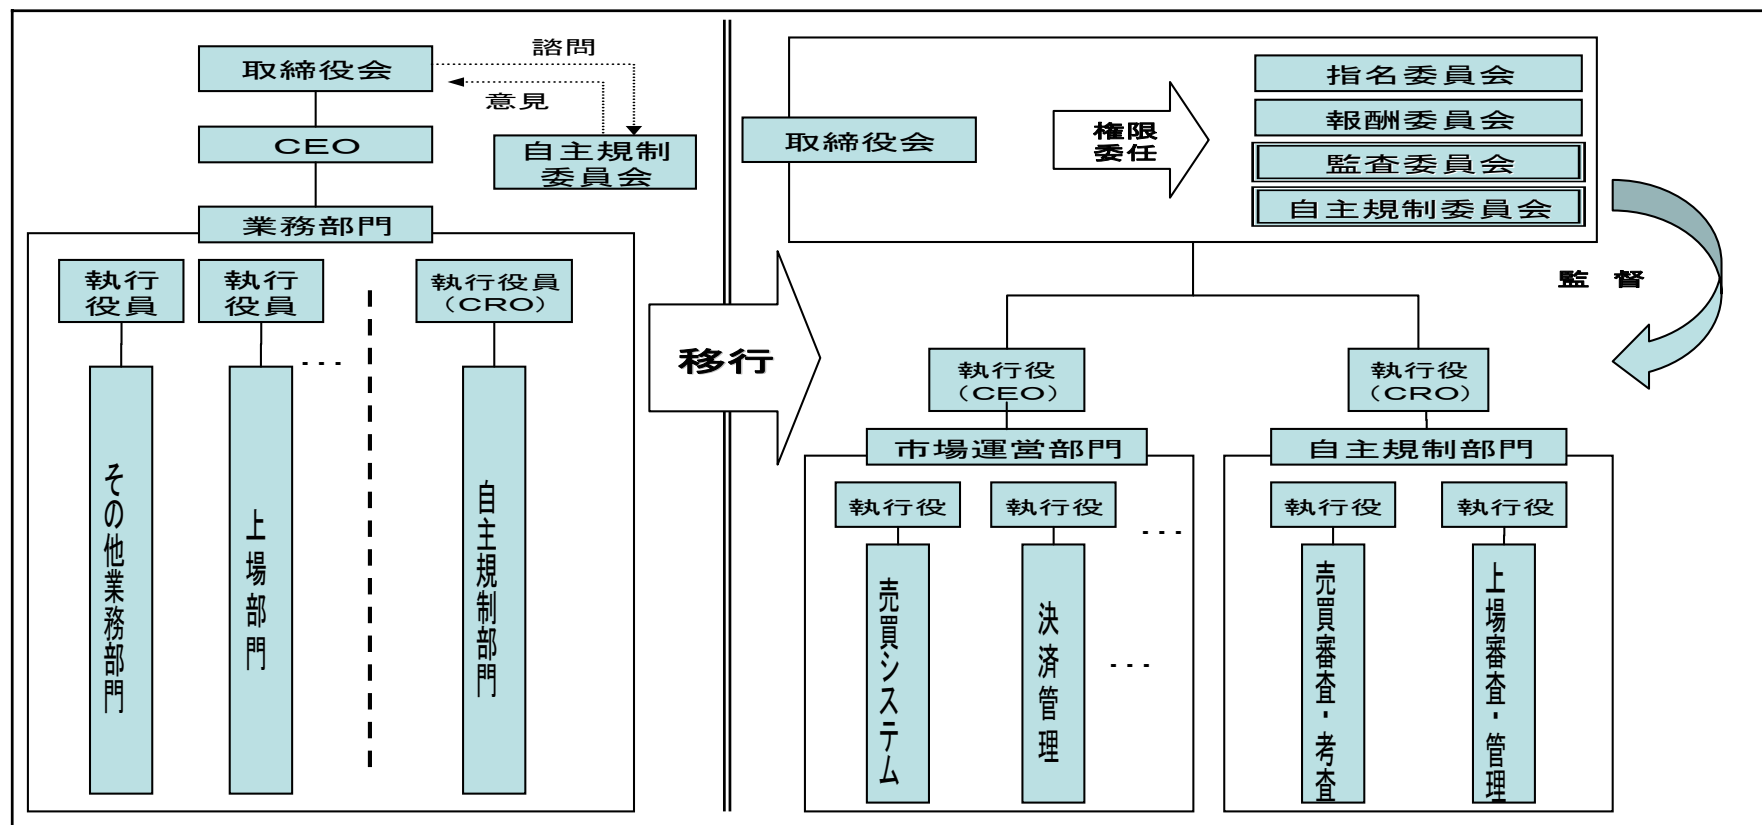 取締役会
諮問
意見
CEO
自主規制
委員会
業務部門
執行
役員
執行
役員
執行役員
（CRO）
その他業務部門
上場部門
・・・
自主規制部門
移行
取締役会
権限
委任
指名委員会
報酬委員会
監査委員会
自主規制委員会
監督
執行役
（CEO）
執行役
（CRO）
市場運営部門
自主規制部門
執行役
執行役
・・・
執行役
執行役
売買システム
決済管理
・・・
売買審査・考査
上場審査・管理